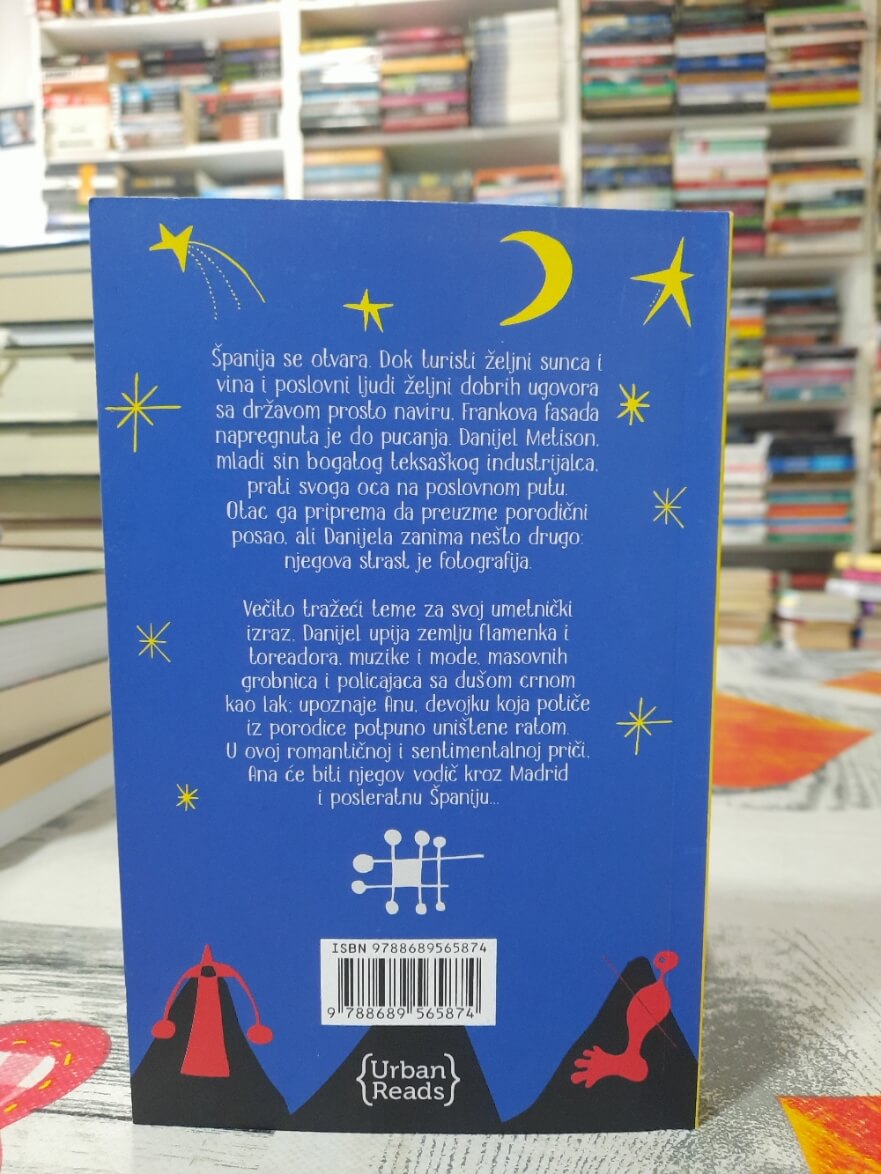 Španija se otvara. Dok turisti željni sunca i
vina i poslovni ljudi željni dobrih ugovora
sa državom prosto naviru, Frankova fasada
napregnuta je do pucanja. Danijel Metison,
mladi sin bogatog teksaškog industrijalca,
prati svoga oca na poslovnom putu.
Otac ga priprema da preuzme porodični
posao, ali Danijela zanima nešto drugo:
njegova strast je fotografija.
Večito tražeći teme za svoj umetnički
izraz, Danijel upija zemlju flamenka i
toreadora, muzike i mode, masovnih
grobnica i policajaca sa dušom crnom
kao lak; upoznaje Anu, devojku koja potiče
iz porodice potpuno uništene ratom.
U ovoj romantičnoj i sentimentalnoj priči,
Ana će biti njegov vodič kroz Madrid
i posleratnu Španiju...
ISBN 9788689565874
9 788689 565874
{Urban
Reads}